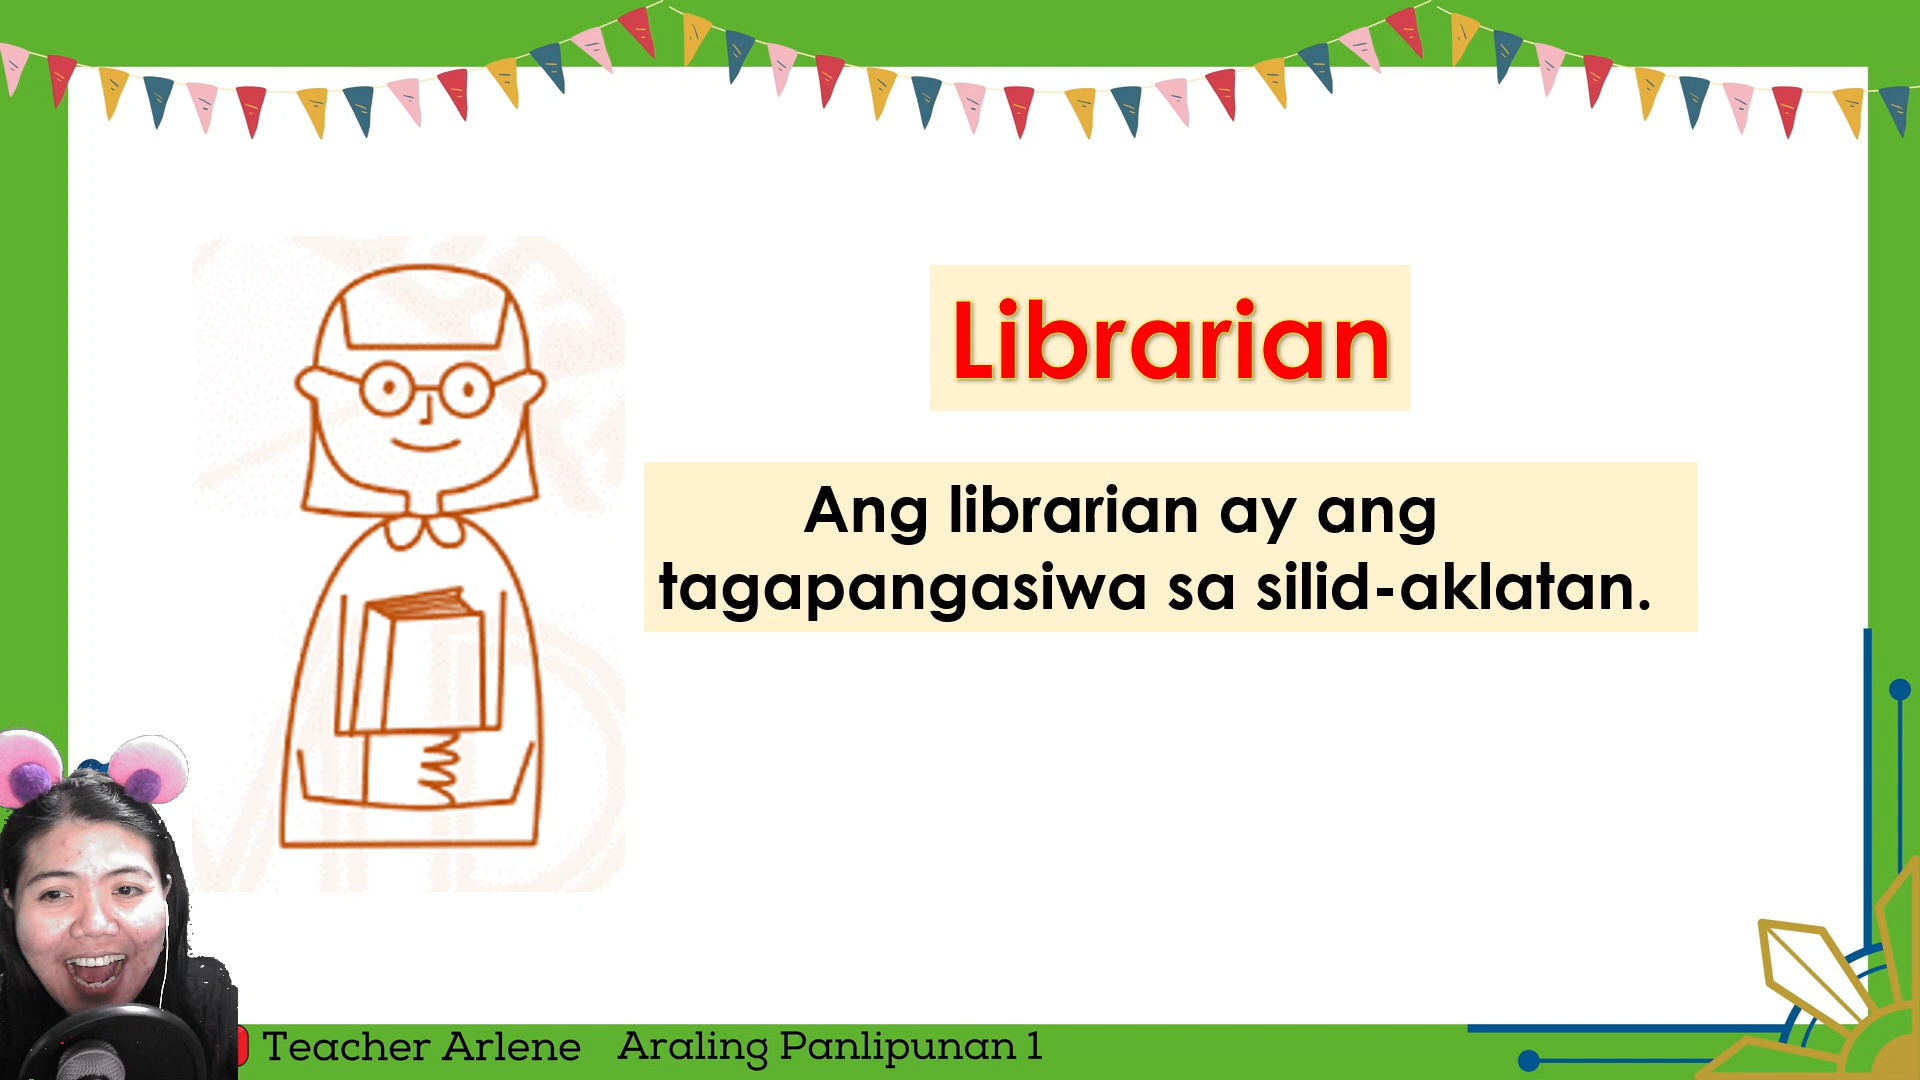 Librarian
Ang librarian ay ang
tagapangasiwa sa silid-aklatan.
Teacher Arlene Araling Panlipunan 1